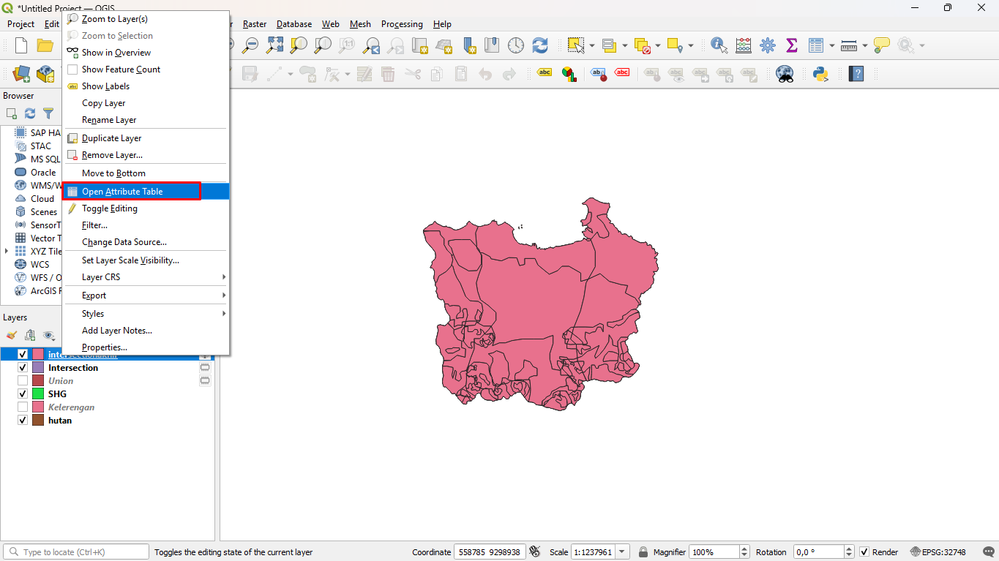 *Untitled Project — QGIS
Project
Edit
Raster
Database
Web
Mesh
Processing
Help
Zoom to Layer(s)
Zoom to Selection
Show in Overview
Show Feature Count
Show Labels
Copy Layer
Rename Layer
Duplicate Layer
Remove Layer...
Move to Bottom
Open Attribute Table
Toggle Editing
Filter...
Change Data Source...
Set Layer Scale Visibility...
Layer CRS
Export
Styles
Add Layer Notes...
Properties...
Browser
SAP HA
STAC
MS SQL
Oracle
WMS/W
Cloud
Scenes
SensorT
Vector T
XYZ Tile
WCS
WFS / O
ArcGIS
Layers
Intersection
Union
SHG
Kelerengan
hutan
Type to locate (Ctrl+K)
Toggles the editing state of the current layer
Coordinate 558785 9298938
Scale 1:1237961
Magnifier 100%
Rotation 0,0 °
Render
EPSG:32748